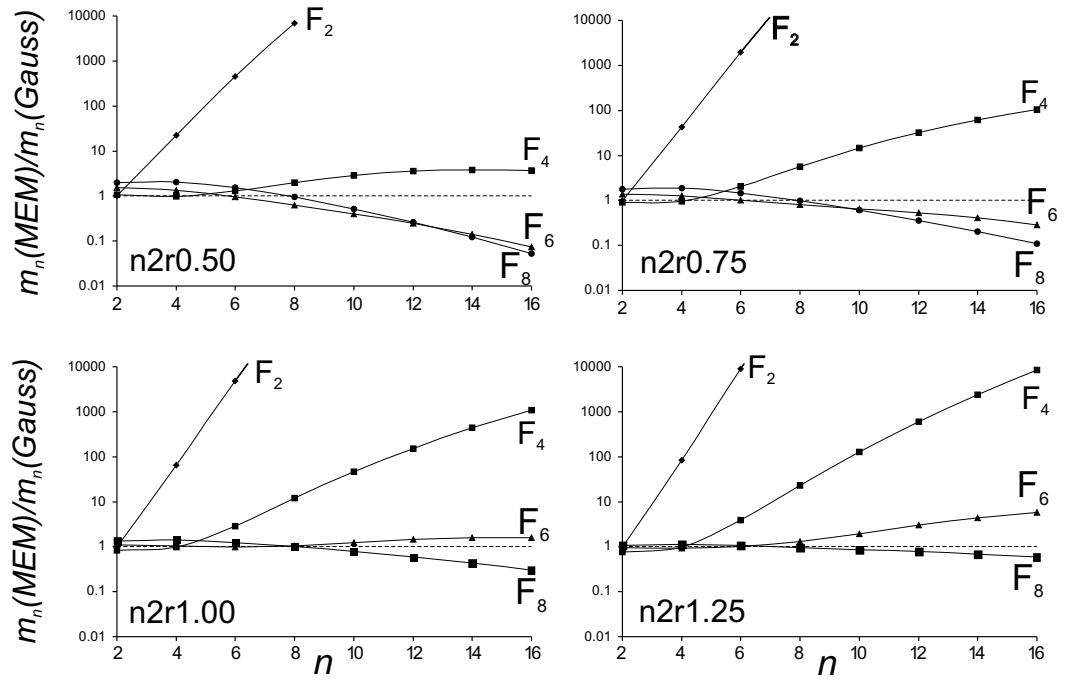 mₙ(MEM)/mₙ(Gauss)
10000
1000
100
10
1
0.1
0.01
F₂
F₄
F₆
F₈
n2r0.50
2 4 6 8 10 12 14 16
10000
1000
100
10
1
0.1
0.01
F₂
F₄
F₆
F₈
n2r0.75
2 4 6 8 10 12 14 16
mₙ(MEM)/mₙ(Gauss)
10000
1000
100
10
1
0.1
0.01
F₂
F₄
F₆
F₈
n2r1.00
2 4 6 8 10 12 14 16
n
10000
1000
100
10
1
0.1
0.01
F₂
F₄
F₆
F₈
n2r1.25
2 4 6 8 10 12 14 16
n